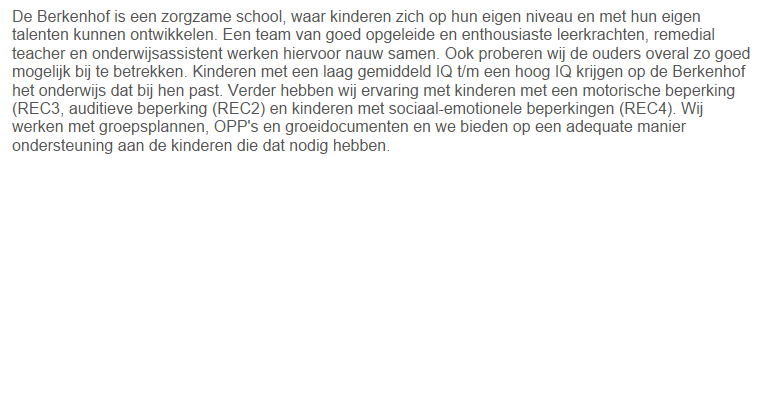 De Berkenhof is een zorgzame school, waar kinderen zich op hun eigen niveau en met hun eigen
talenten kunnen ontwikkelen. Een team van goed opgeleide en enthousiaste leerkrachten, remedial
teacher en onderwijsassistent werken hiervoor nauw samen. Ook proberen wij de ouders overal zo goed
mogelijk bij te betrekken. Kinderen met een laag gemiddeld IQ t/m een hoog IQ krijgen op de Berkenhof
het onderwijs dat bij hen past. Verder hebben wij ervaring met kinderen met een motorische beperking
(REC3, auditieve beperking (REC2) en kinderen met sociaal-emotionele beperkingen (REC4). Wij
werken met groepsplannen, OPP's en groeidocumenten en we bieden op een adequate manier
ondersteuning aan de kinderen die dat nodig hebben.